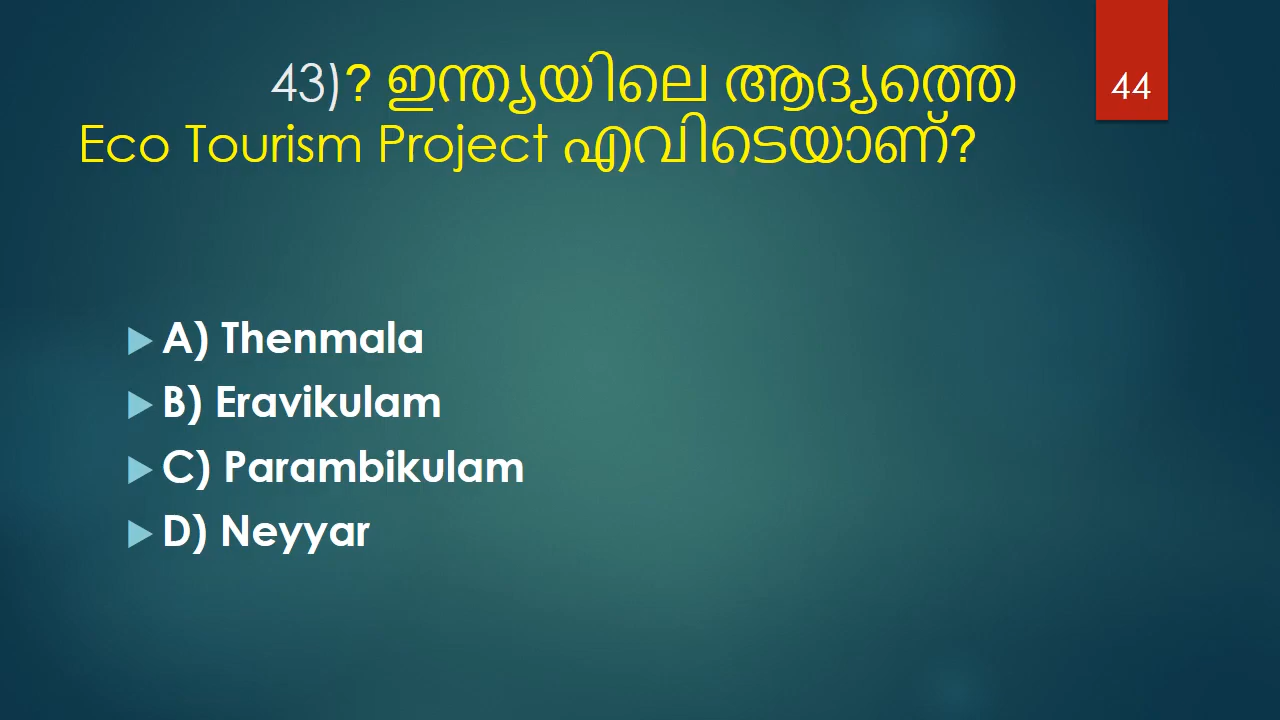 43)? ഇന്ത്യയിലെ ആദ്യത്തെ
44
Eco Tourism Project എവിടെയാണ്?
A) Thenmala
B) Eravikulam
C) Parambikulam
D) Neyyar